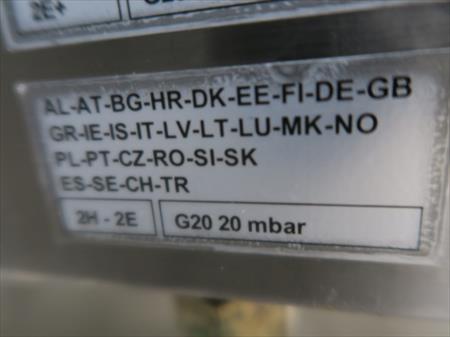 2E+
AL-AT-BG-HR-DK-EE-FI-DE-GB
GR-IE-IS-IT-LV-LT-LU-MK-NO
PL-PT-CZ-RO-SI-SK
ES-SE-CH-TR
2H - 2E
G20 20 mbar